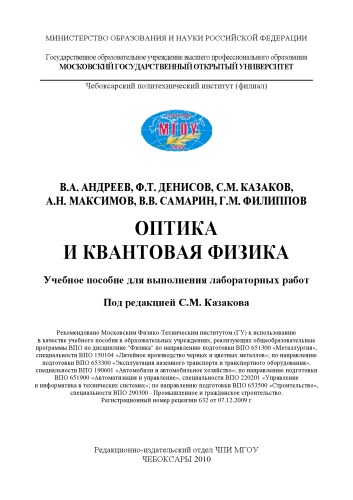 МИНИСТЕРСТВО ОБРАЗОВАНИЯ И НАУКИ РОССИЙСКОЙ ФЕДЕРАЦИИ
Государственное образовательное учреждение высшего профессионального образования
МОСКОВСКИЙ ГОСУДАРСТВЕННЫЙ ОТКРЫТЫЙ УНИВЕРСИТЕТ
Чебоксарский политехнический институт (филиал)
МГОУ
В.А. АНДРЕЕВ, Ф.Т. ДЕНИСОВ, С.М. КАЗАКОВ,
А.Н. МАКСИМОВ, В.В. САМАРИН, Г.М. ФИЛИППОВ
ОПТИКА
И КВАНТОВАЯ ФИЗИКА
Учебное пособие для выполнения лабораторных работ
Под редакцией С.М. Казакова
Рекомендовано Московским Физико-Техническим институтом (ГУ) к использованию
в качестве учебного пособия в образовательных учреждениях, реализующих общеобразовательные
программы ВПО по дисциплине "Физика" по направлениям подготовки ВПО 651300 «Металлургия»,
специальности ВПО 150104 «Литейное производство черных и цветных металлов»; по направлению
подготовки ВПО 653300 «Эксплуатация наземного транспорта и транспортного оборудования»,
специальности ВПО 190601 «Автомобили и автомобильное хозяйство»; по направлению подготовки
ВПО 651900 «Автоматизация и управление», специальности ВПО 220201 «Управление
и информатика в технических системах»; по направлению ВПО 653500 «Строительство»,
специальности ВПО 290300 - Промышленное и гражданское строительство.
Регистрационный номер рецензии 632 от 07.12.2009 г
Редакционно-издательский отдел ЧПИ МГОУ
ЧЕБОКСАРЫ 2010